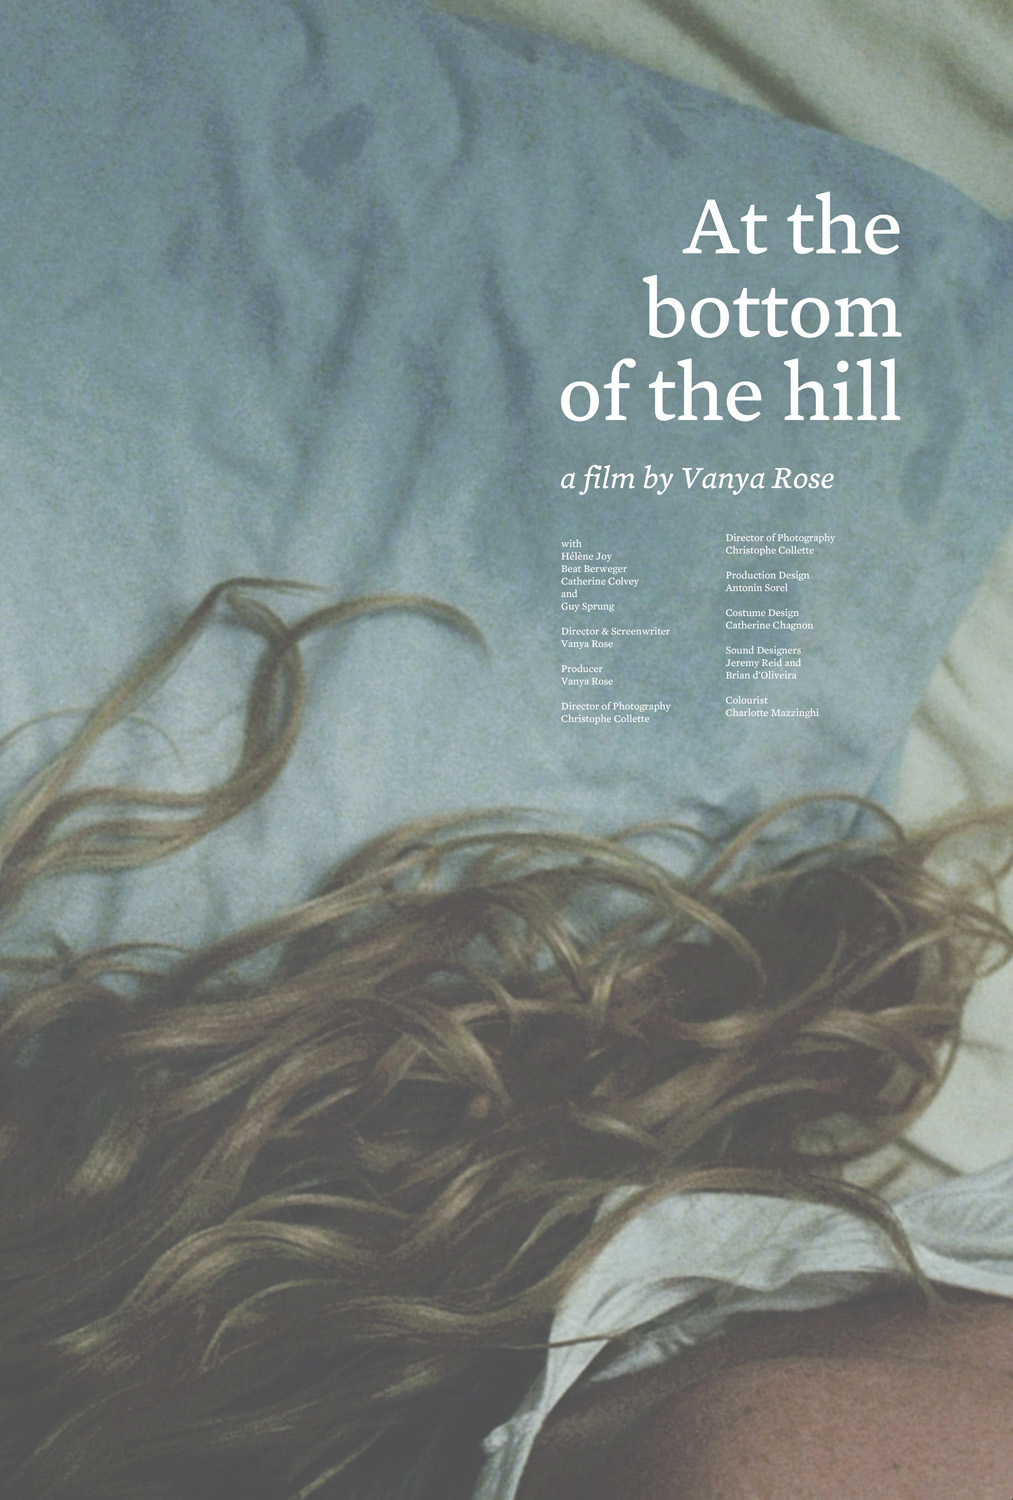 At the
bottom
of the hill
a film by Vanya Rose
with
Hélène Joy
Beat Berweger
Catherine Colvey
and
Guy Sprung
Director & Screenwriter
Vanya Rose
Producer
Vanya Rose
Director of Photography
Christophe Collette
Director of Photography
Christophe Collette
Production Design
Antonin Sorel
Costume Design
Catherine Chagnon
Sound Designers
Jeremy Reid and
Brian d'Oliveira
Colourist
Charlotte Mazzinghi